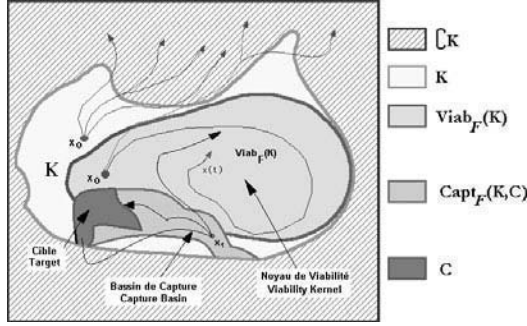 ∁K
K
Viab_F(K)
Capt_F(K,C)
C
x₀
K
x₀
Viab_F(K)
x(t)
x₁
Cible
Target
Bassin de Capture
Capture Basin
Noyau de Viabilité
Viability Kernel